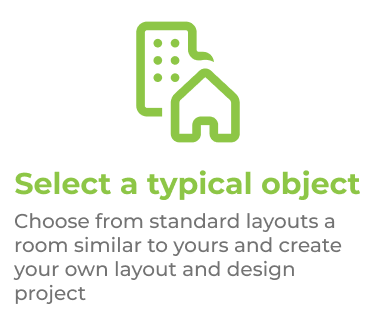 Select a typical object
Choose from standard layouts a
room similar to yours and create
your own layout and design
project